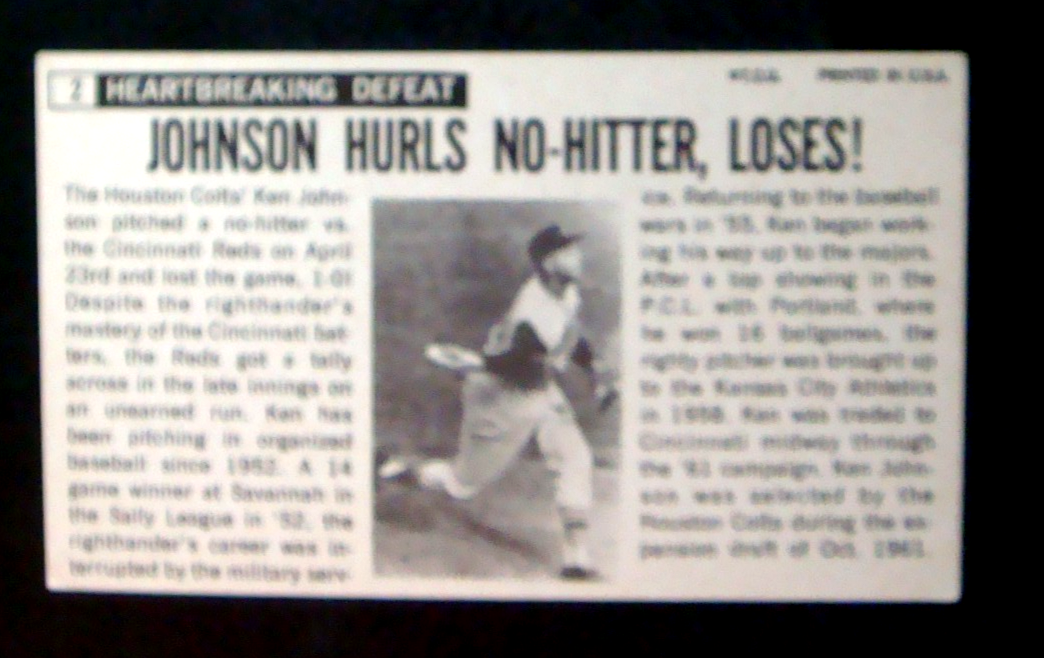 2 HEARTBREAKING DEFEAT
©T.C.G. PRINTED IN U.S.A.
JOHNSON HURLS NO-HITTER, LOSES!
The Houston Colts' Ken John-
son pitched a no-hitter vs.
the Cincinnati Reds on April
23rd and lost the game, 1-0!
Despite the righthander's
mastery of the Cincinnati bat-
ters, the Reds got a tally
across in the late innings on
an unearned run. Ken has
been pitching in organized
baseball since 1952. A 14
game winner at Savannah in
the Sally League in '52, the
righthander's career was in-
terrupted by the military serv-
ice. Returning to the baseball
wars in '55, Ken began work-
ing his way up to the majors.
After a top showing in the
P.C.L. with Portland, where
he won 16 ballgames, the
righty pitcher was brought up
to the Kansas City Athletics
in 1958. Ken was traded to
Cincinnati midway through
the '61 campaign. Ken John-
son was selected by the
Houston Colts during the ex-
pansion draft of Oct. 1961.